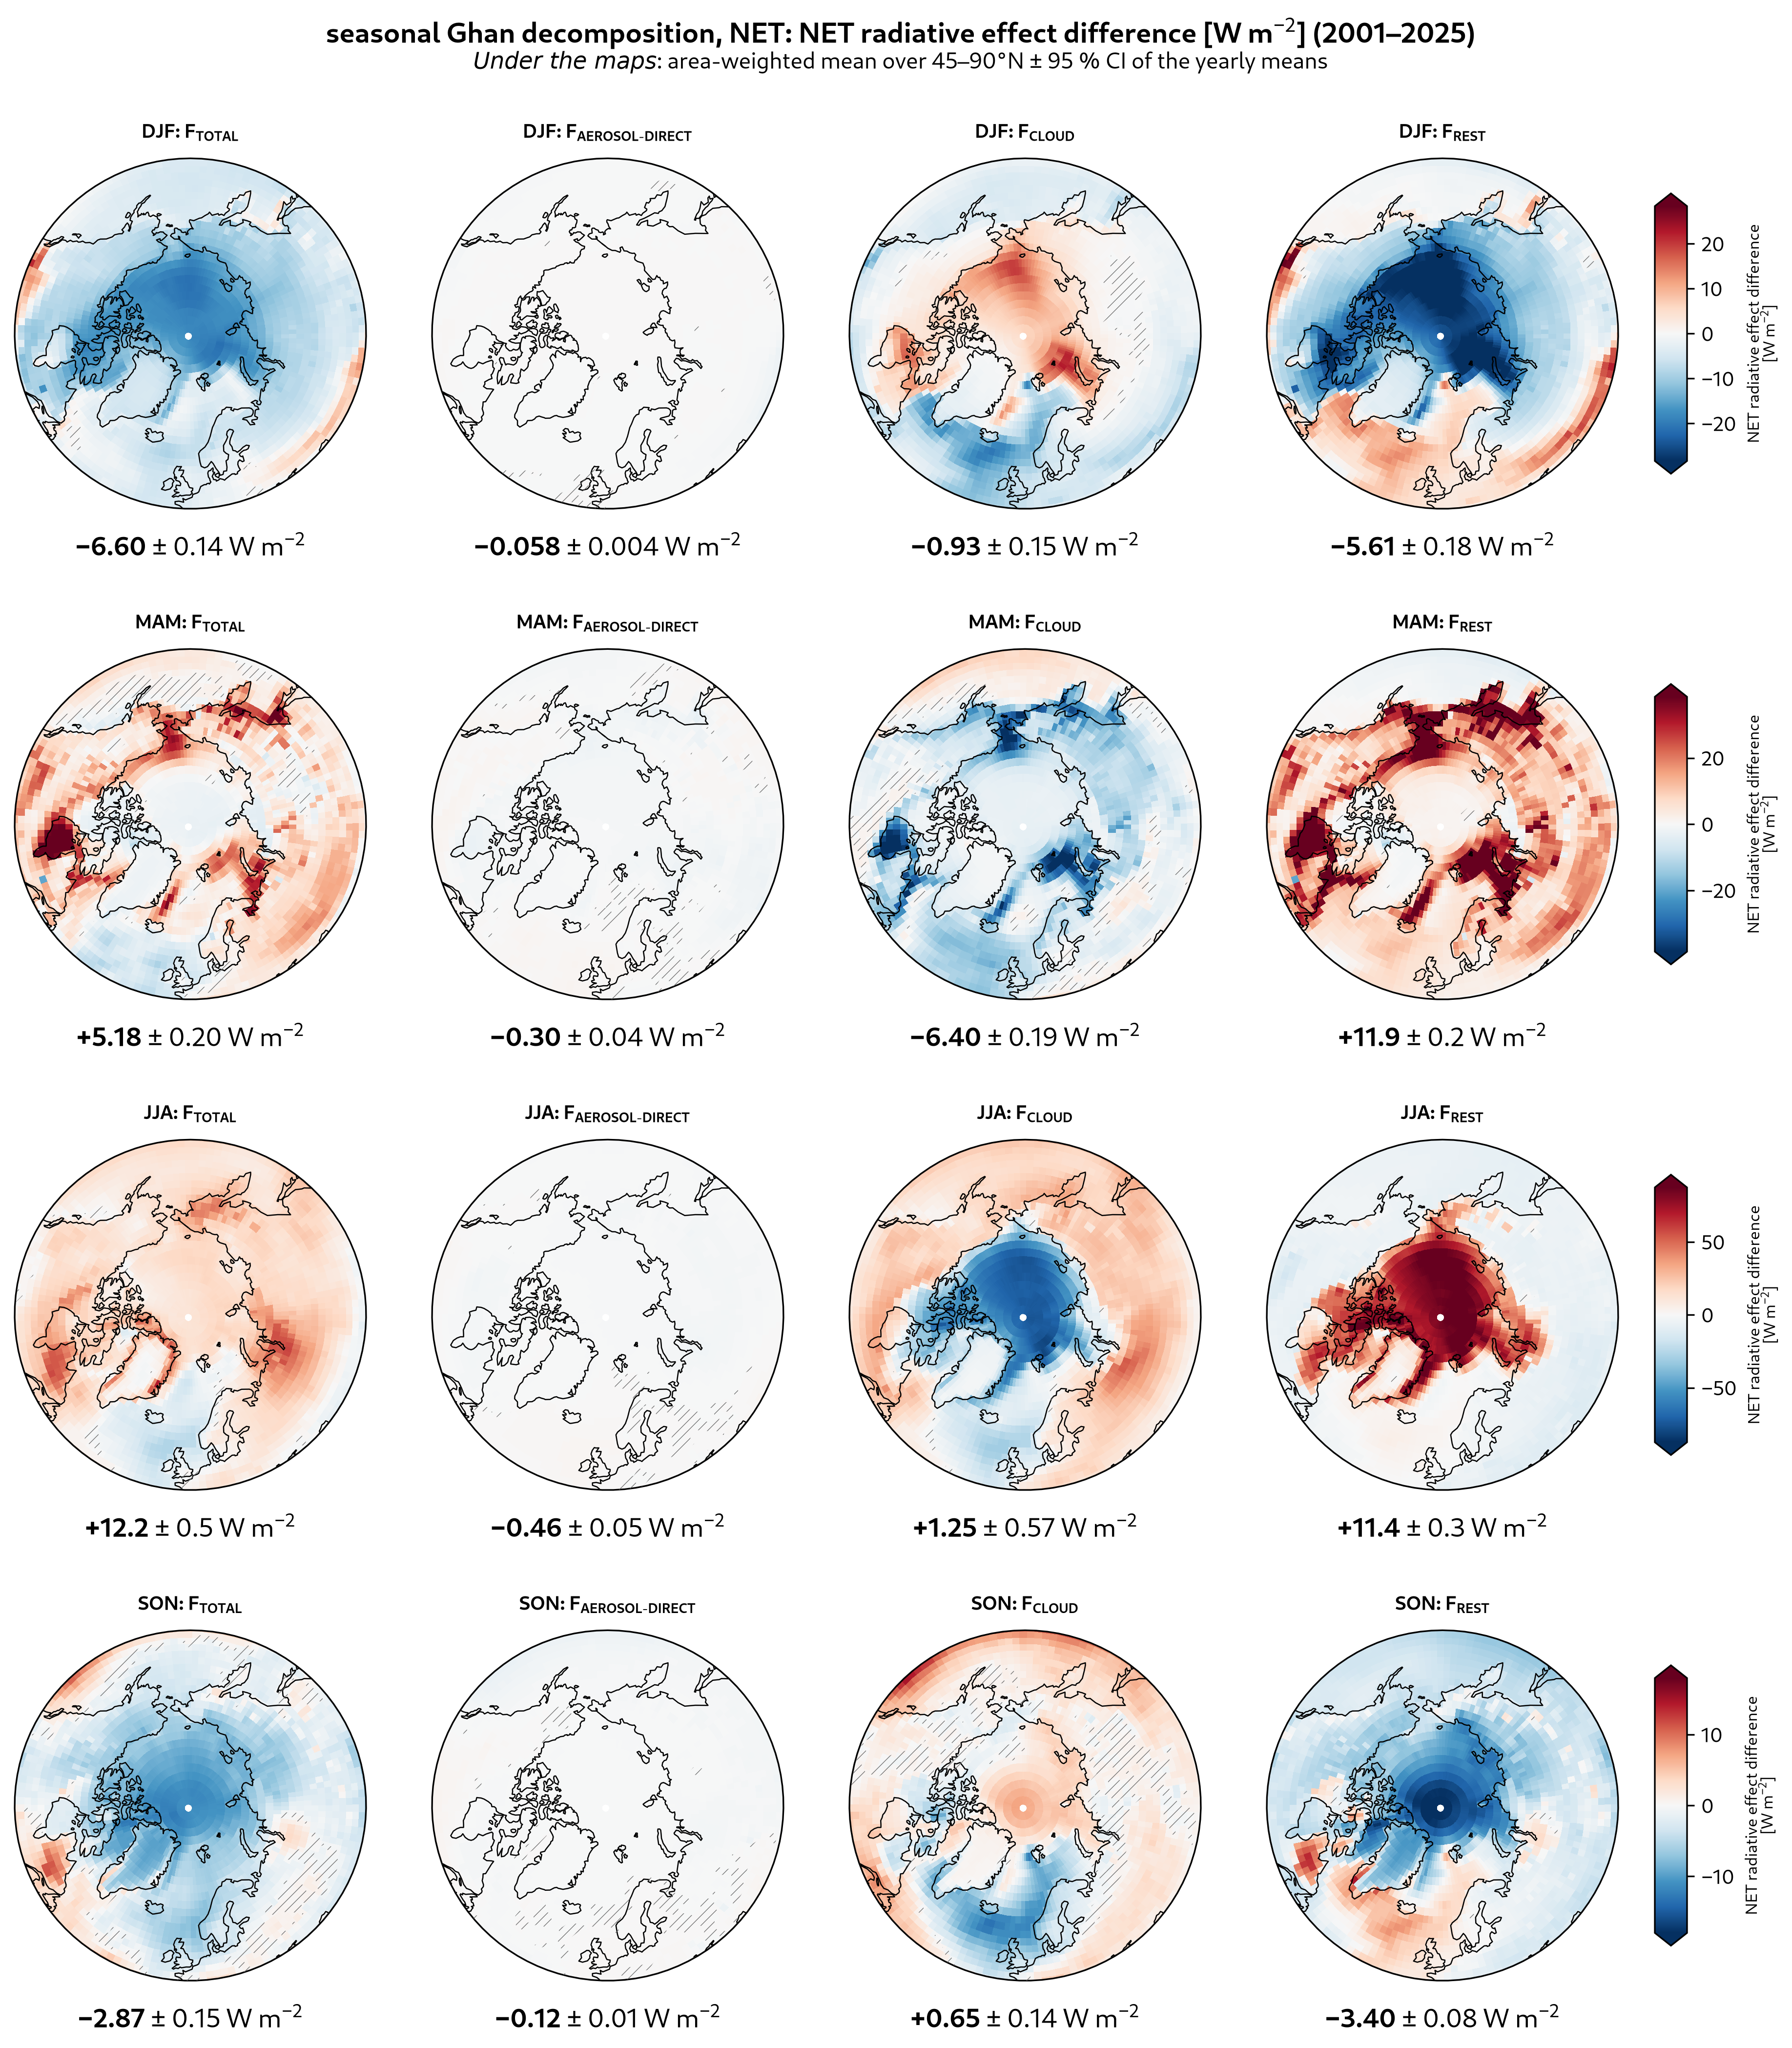 seasonal Ghan decomposition, NET: NET radiative effect difference [W m⁻²] (2001–2025)
Under the maps: area-weighted mean over 45–90°N ± 95 % CI of the yearly means
DJF: F_TOTAL
DJF: F_AEROSOL-DIRECT
DJF: F_CLOUD
DJF: F_REST
20
10
0
−10
−20
NET radiative effect difference
[W m⁻²]
−6.60 ± 0.14 W m⁻²
−0.058 ± 0.004 W m⁻²
−0.93 ± 0.15 W m⁻²
−5.61 ± 0.18 W m⁻²
MAM: F_TOTAL
MAM: F_AEROSOL-DIRECT
MAM: F_CLOUD
MAM: F_REST
20
0
−20
NET radiative effect difference
[W m⁻²]
+5.18 ± 0.20 W m⁻²
−0.30 ± 0.04 W m⁻²
−6.40 ± 0.19 W m⁻²
+11.9 ± 0.2 W m⁻²
JJA: F_TOTAL
JJA: F_AEROSOL-DIRECT
JJA: F_CLOUD
JJA: F_REST
50
0
−50
NET radiative effect difference
[W m⁻²]
+12.2 ± 0.5 W m⁻²
−0.46 ± 0.05 W m⁻²
+1.25 ± 0.57 W m⁻²
+11.4 ± 0.3 W m⁻²
SON: F_TOTAL
SON: F_AEROSOL-DIRECT
SON: F_CLOUD
SON: F_REST
10
0
−10
NET radiative effect difference
[W m⁻²]
−2.87 ± 0.15 W m⁻²
−0.12 ± 0.01 W m⁻²
+0.65 ± 0.14 W m⁻²
−3.40 ± 0.08 W m⁻²